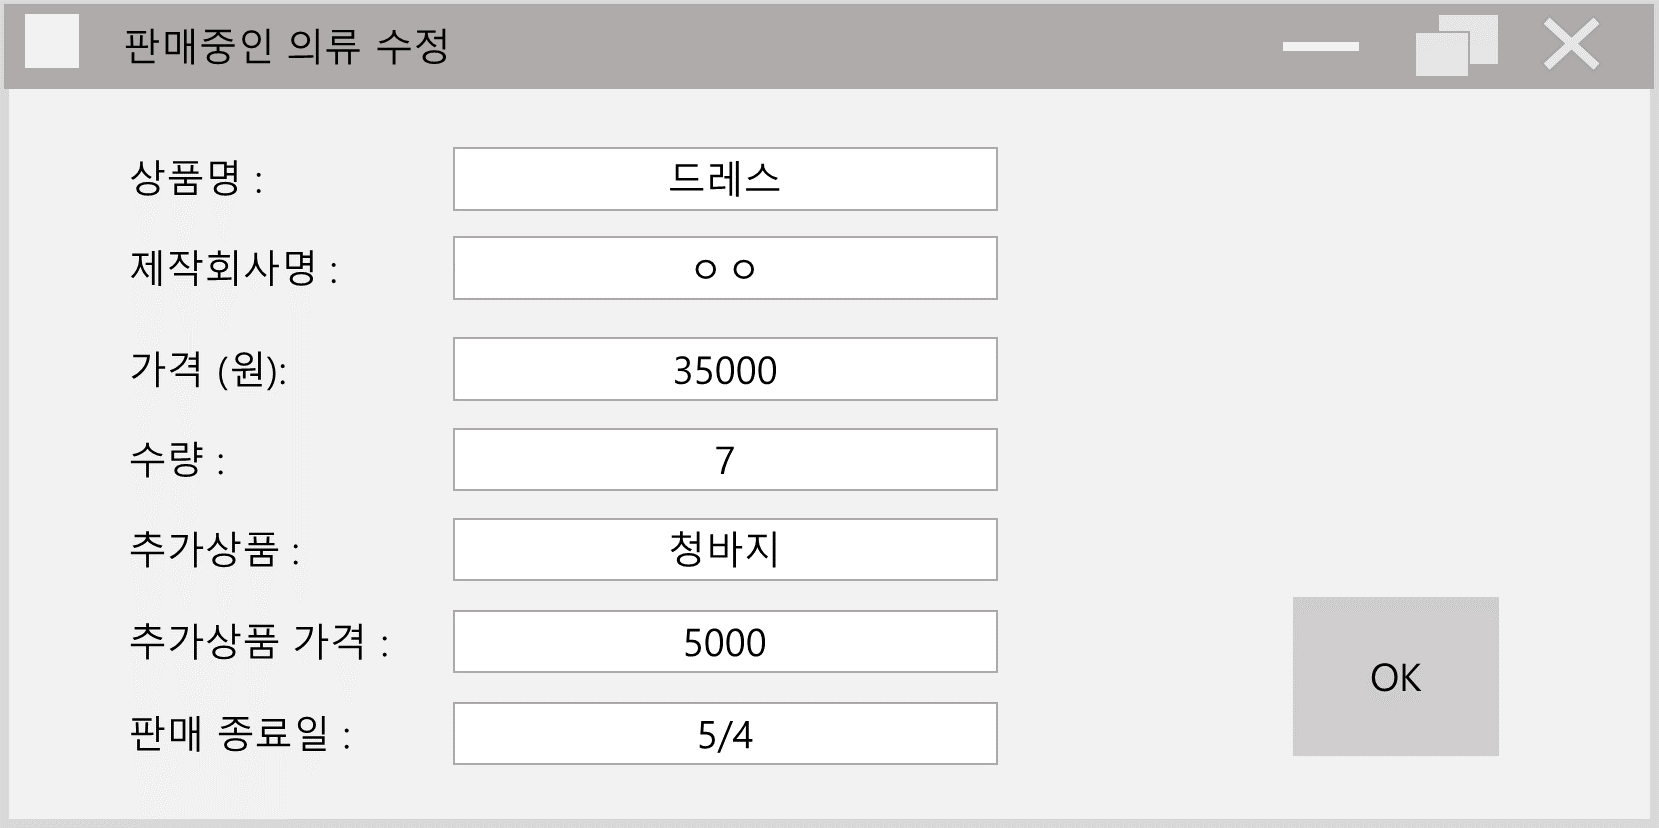 판매중인 의류 수정
상품명 : 드레스
제작회사명 : ㅇㅇ
가격 (원): 35000
수량 : 7
추가상품 : 청바지
추가상품 가격 : 5000
판매 종료일 : 5/4
OK